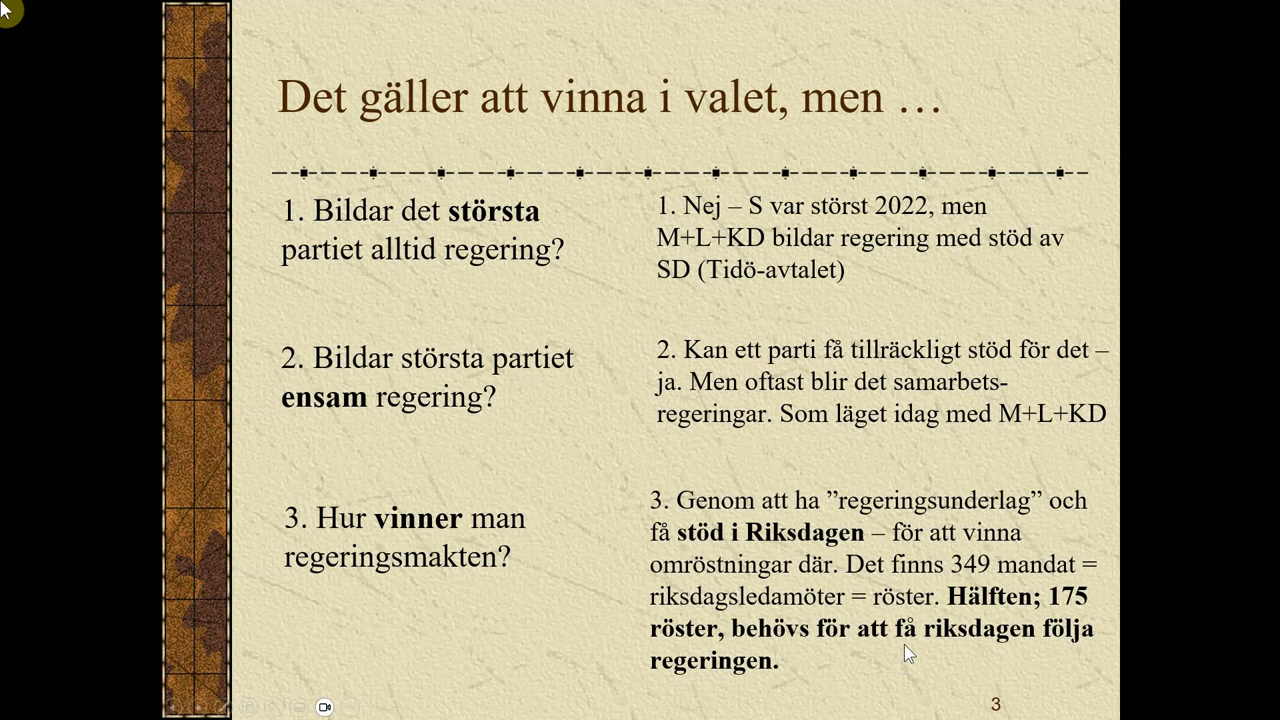 Det gäller att vinna i valet, men …
1. Bildar det största
partiet alltid regering?
1. Nej – S var störst 2022, men
M+L+KD bildar regering med stöd av
SD (Tidö-avtalet)
2. Bildar största partiet
ensam regering?
2. Kan ett parti få tillräckligt stöd för det –
ja. Men oftast blir det samarbets-
regeringar. Som läget idag med M+L+KD
3. Hur vinner man
regeringsmakten?
3. Genom att ha ”regeringsunderlag” och
få stöd i Riksdagen – för att vinna
omröstningar där. Det finns 349 mandat =
riksdagsledamöter = röster. Hälften; 175
röster, behövs för att få riksdagen följa
regeringen.
3